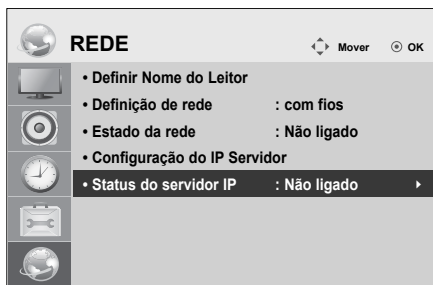 REDE
Mover OK
• Definir Nome do Leitor
• Definição de rede : com fios
• Estado da rede : Não ligado
• Configuração do IP Servidor
• Status do servidor IP : Não ligado